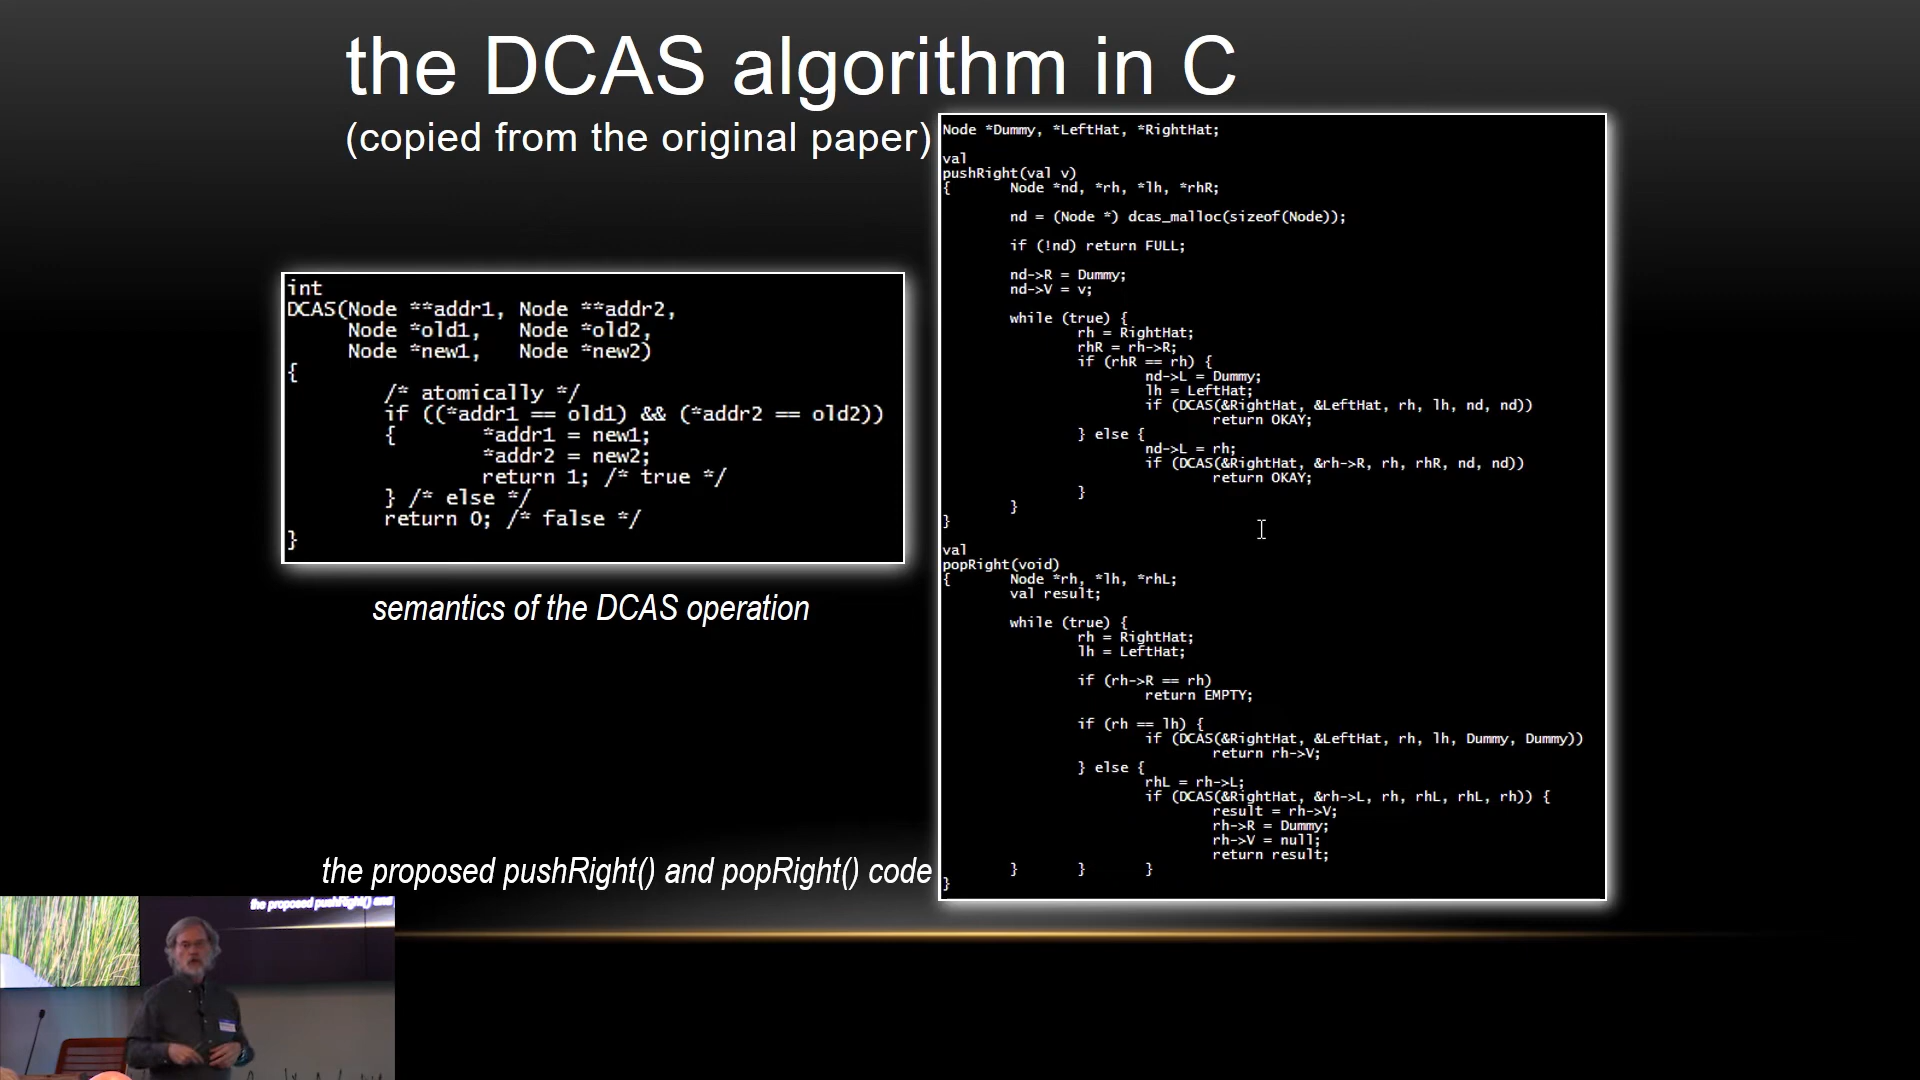 the DCAS algorithm in C
(copied from the original paper)
int
DCAS(Node **addr1, Node **addr2,
     Node *old1,   Node *old2,
     Node *new1,   Node *new2)
{
        /* atomically */
        if ((*addr1 == old1) && (*addr2 == old2))
        {       *addr1 = new1;
                *addr2 = new2;
                return 1; /* true */
        } /* else */
        return 0; /* false */
}
semantics of the DCAS operation
Node *Dummy, *LeftHat, *RightHat;
val
pushRight(val v)
{       Node *nd, *rh, *lh, *rhR;
        nd = (Node *) dcas_malloc(sizeof(Node));
        if (!nd) return FULL;
        nd->R = Dummy;
        nd->V = v;
        while (true) {
                rh = RightHat;
                rhR = rh->R;
                if (rhR == rh) {
                        nd->L = Dummy;
                        lh = LeftHat;
                        if (DCAS(&RightHat, &LeftHat, rh, lh, nd, nd))
                                return OKAY;
                } else {
                        nd->L = rh;
                        if (DCAS(&RightHat, &rh->R, rh, rhR, nd, nd))
                                return OKAY;
                }
        }
}
val
popRight(void)
{       Node *rh, *lh, *rhL;
        val result;
        while (true) {
                rh = RightHat;
                lh = LeftHat;
                if (rh->R == rh)
                        return EMPTY;
                if (rh == lh) {
                        if (DCAS(&RightHat, &LeftHat, rh, lh, Dummy, Dummy))
                                return rh->V;
                } else {
                        rhL = rh->L;
                        if (DCAS(&RightHat, &rh->L, rh, rhL, rhL, rh)) {
                                result = rh->V;
                                rh->R = Dummy;
                                rh->V = null;
                                return result;
        }       }       }
}
the proposed pushRight() and popRight() code
the proposed pushRight() and